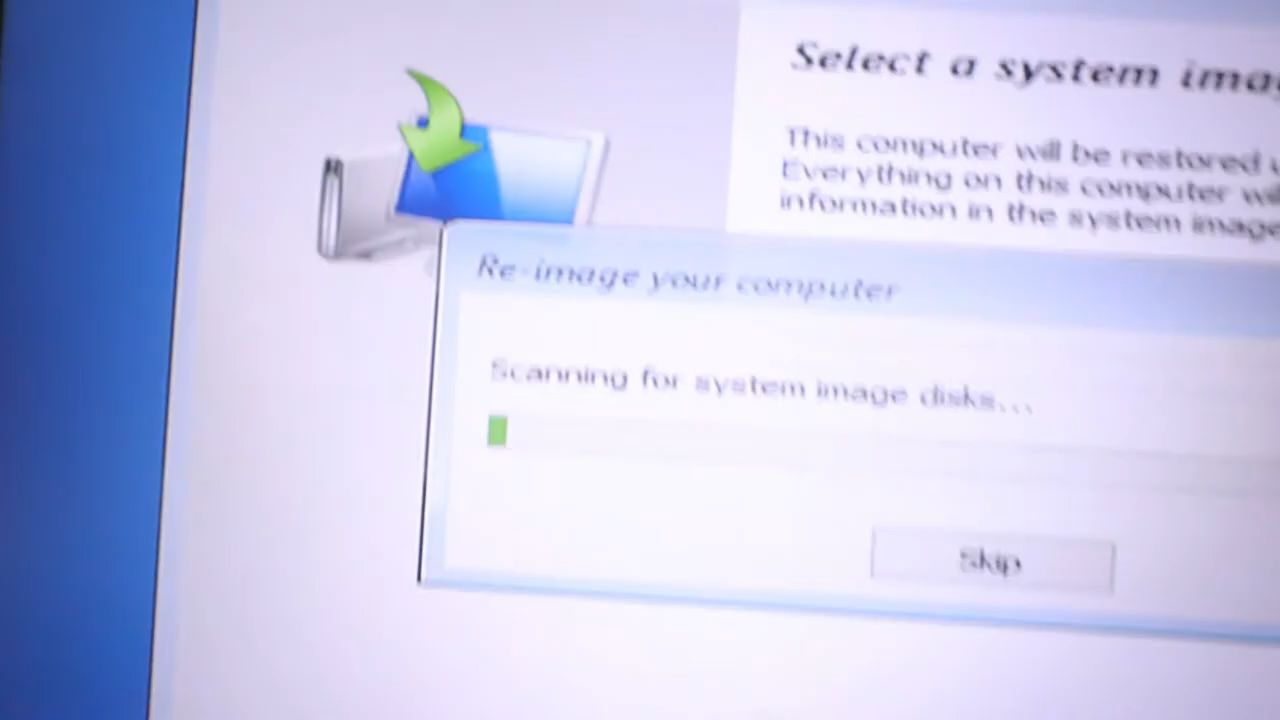 Select a system imag
This computer will be restored u
Everything on this computer wi
information in the system image
Re-image your computer
Scanning for system image disks...
Skip